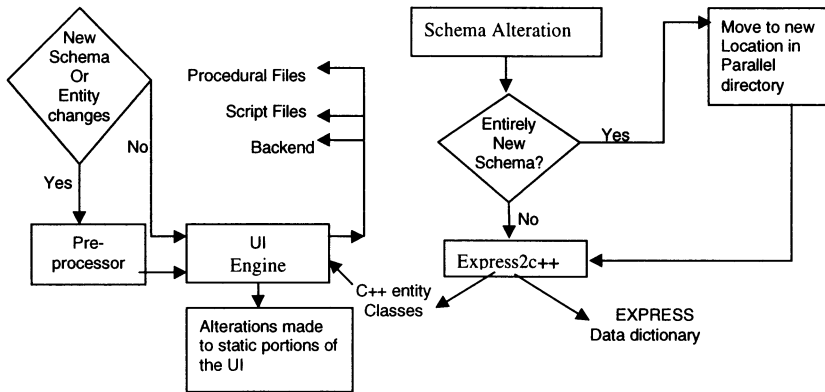 New
Schema
Or
Entity
changes
No
Yes
Pre-
processor
UI
Engine
Procedural Files
Script Files
Backend
Alterations made
to static portions of
the UI
C++ entity
Classes
Schema Alteration
Entirely
New
Schema?
Yes
No
Move to new
Location in
Parallel
directory
Express2c++
EXPRESS
Data dictionary